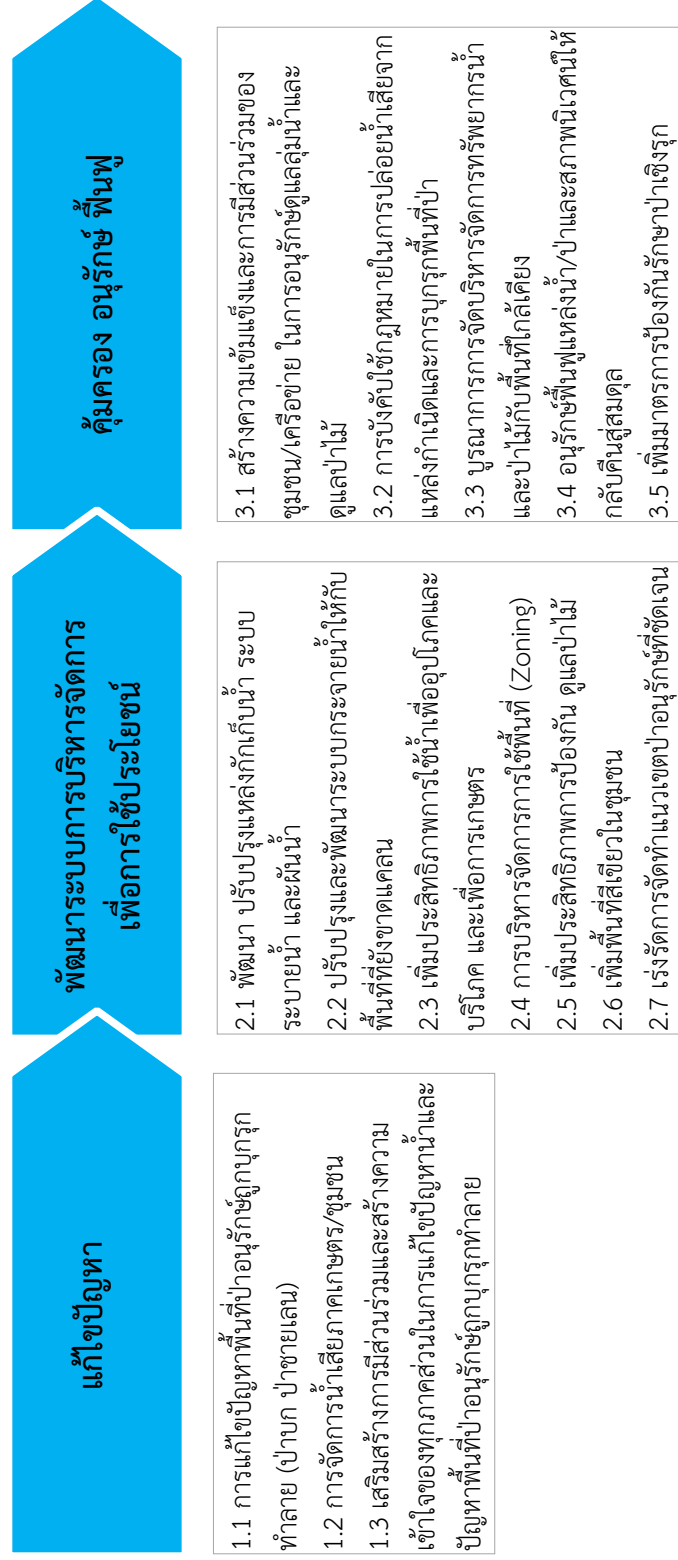 แก้ไขปัญหา
1.1 การแก้ไขปัญหาพื้นที่ป่าอนุรักษ์ถูกบุกรุก
ทำลาย (ป่าบก ป่าชายเลน)
1.2 การจัดการน้ำเสียภาคเกษตร/ชุมชน
1.3 เสริมสร้างการมีส่วนร่วมและสร้างความ
เข้าใจของทุกภาคส่วนในการแก้ไขปัญหาน้ำและ
ปัญหาพื้นที่ป่าอนุรักษ์ถูกบุกรุกทำลาย
พัฒนาระบบการบริหารจัดการ
เพื่อการใช้ประโยชน์
2.1 พัฒนา ปรับปรุงแหล่งกักเก็บน้ำ ระบบ
ระบายน้ำ และผันน้ำ
2.2 ปรับปรุงและพัฒนาระบบกระจายน้ำให้กับ
พื้นที่ที่ยังขาดแคลน
2.3 เพิ่มประสิทธิภาพการใช้น้ำเพื่ออุปโภคและ
บริโภค และเพื่อการเกษตร
2.4 การบริหารจัดการการใช้พื้นที่ (Zoning)
2.5 เพิ่มประสิทธิภาพการป้องกัน ดูแลป่าไม้
2.6 เพิ่มพื้นที่สีเขียวในชุมชน
2.7 เร่งรัดการจัดทำแนวเขตป่าอนุรักษ์ที่ชัดเจน
คุ้มครอง อนุรักษ์ ฟื้นฟู
3.1 สร้างความเข้มแข็งและการมีส่วนร่วมของ
ชุมชน/เครือข่าย ในการอนุรักษ์ดูแลลุ่มน้ำและ
ดูแลป่าไม้
3.2 การบังคับใช้กฎหมายในการปล่อยน้ำเสียจาก
แหล่งกำเนิดและการบุกรุกพื้นที่ป่า
3.3 บูรณาการการจัดบริหารจัดการทรัพยากรน้ำ
และป่าไม้กับพื้นที่ใกล้เคียง
3.4 อนุรักษ์ฟื้นฟูแหล่งน้ำ/ป่าและสภาพนิเวศน์ให้
กลับคืนสู่สมดุล
3.5 เพิ่มมาตรการป้องกันรักษาป่าเชิงรุก